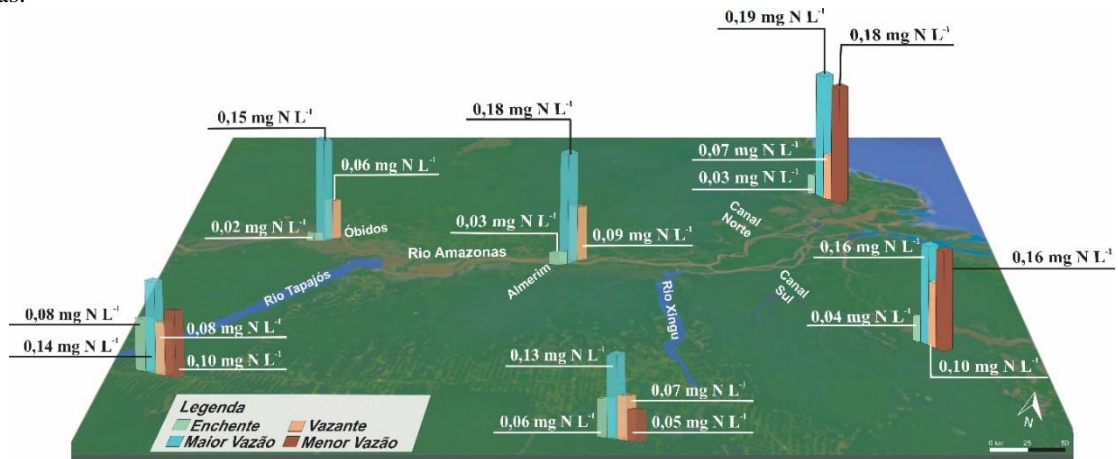 as.
0,19 mg N L⁻¹
0,18 mg N L⁻¹
0,15 mg N L⁻¹
0,18 mg N L⁻¹
0,06 mg N L⁻¹
0,07 mg N L⁻¹
0,03 mg N L⁻¹
0,02 mg N L⁻¹
Óbidos
0,03 mg N L⁻¹
Canal Norte
Rio Amazonas
0,09 mg N L⁻¹
0,16 mg N L⁻¹
0,16 mg N L⁻¹
Almerim
Rio Tapajós
Rio Xingu
Canal Sul
0,08 mg N L⁻¹
0,08 mg N L⁻¹
0,04 mg N L⁻¹
0,14 mg N L⁻¹
0,10 mg N L⁻¹
0,13 mg N L⁻¹
0,10 mg N L⁻¹
0,07 mg N L⁻¹
0,06 mg N L⁻¹
0,05 mg N L⁻¹
Legenda
Enchente
Vazante
Maior Vazão
Menor Vazão
N
0 km 25 50